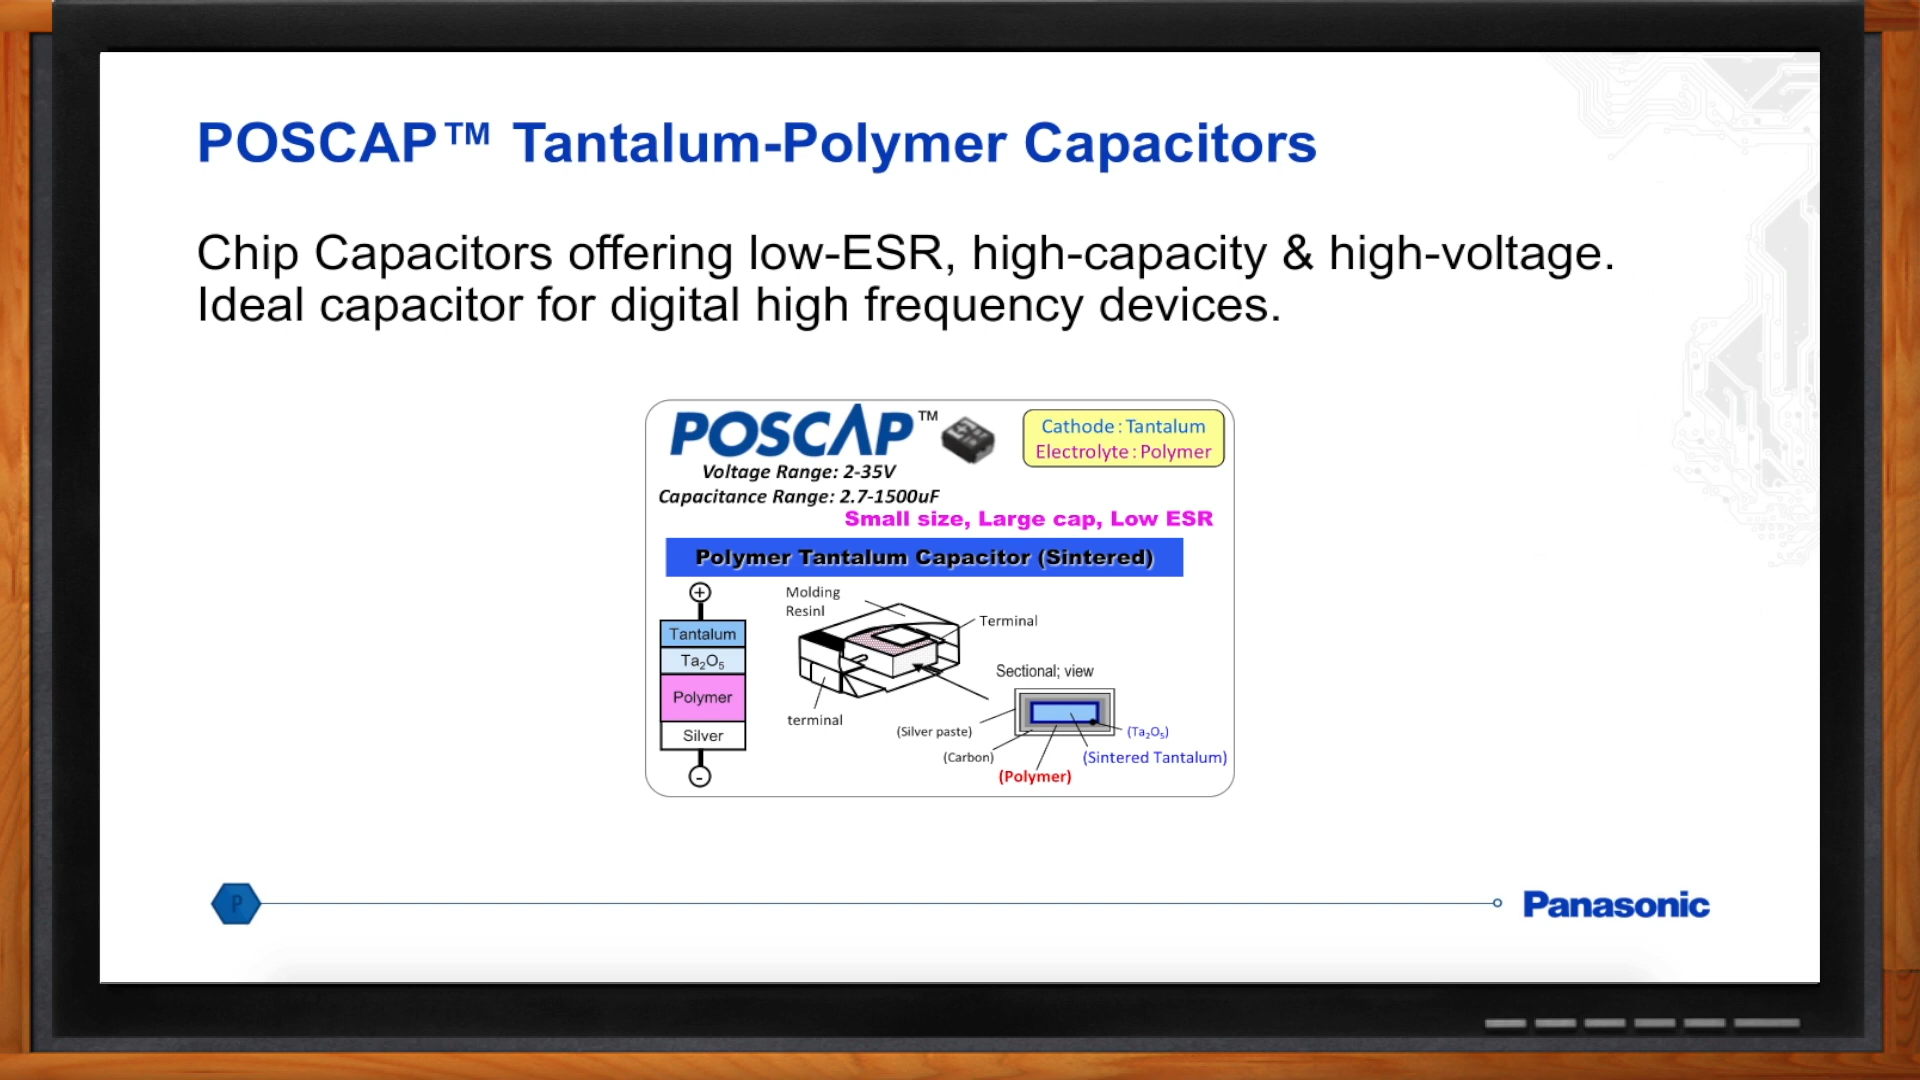 POSCAP™ Tantalum-Polymer Capacitors
Chip Capacitors offering low-ESR, high-capacity & high-voltage.
Ideal capacitor for digital high frequency devices.
POSCAP™
Cathode : Tantalum
Electrolyte : Polymer
Voltage Range: 2-35V
Capacitance Range: 2.7-1500uF
Small size, Large cap, Low ESR
Polymer Tantalum Capacitor (Sintered)
+
Tantalum
Ta₂O₅
Polymer
Silver
-
Molding
Resinl
Terminal
terminal
Sectional; view
(Silver paste)
(Ta₂O₅)
(Carbon)
(Sintered Tantalum)
(Polymer)
P
Panasonic